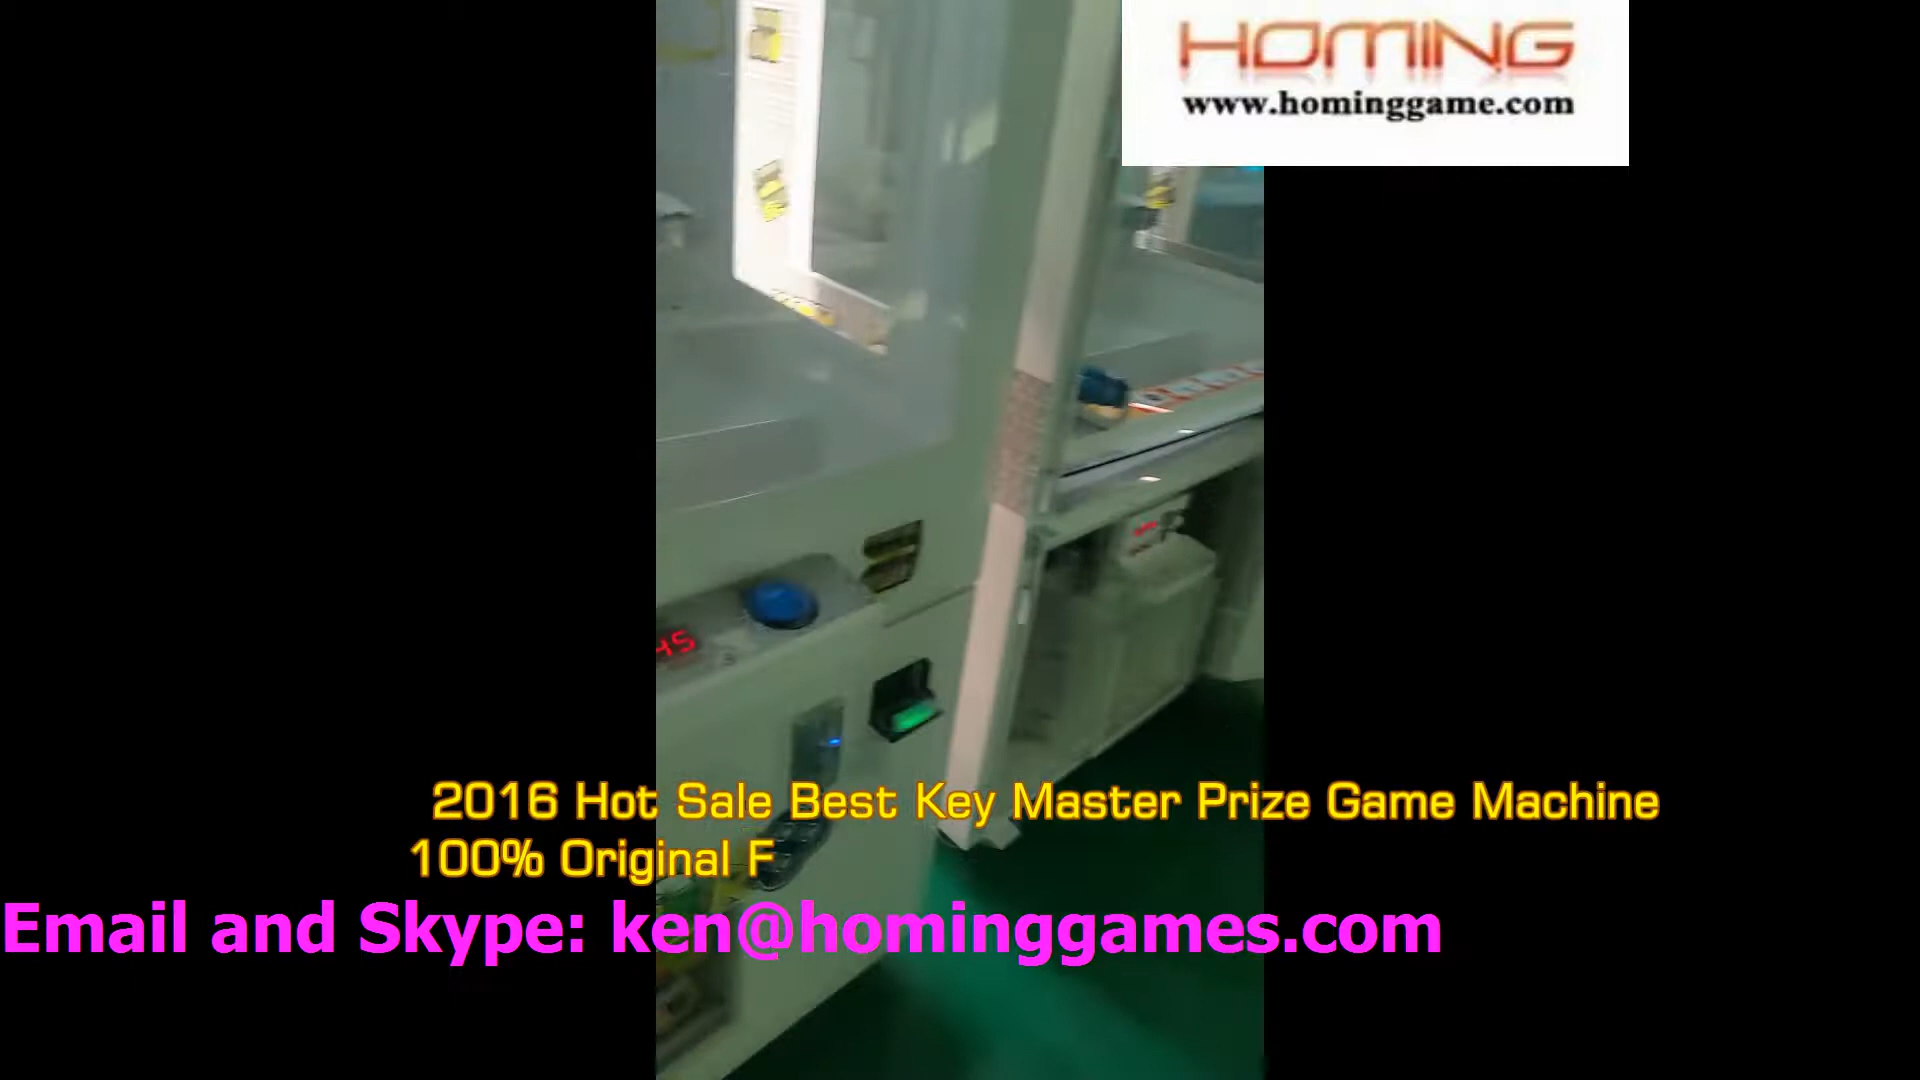 HOMING
www.hominggame.com
45
2016 Hot Sale Best Key Master Prize Game Machine
100% Original F
Email and Skype: ken@hominggames.com